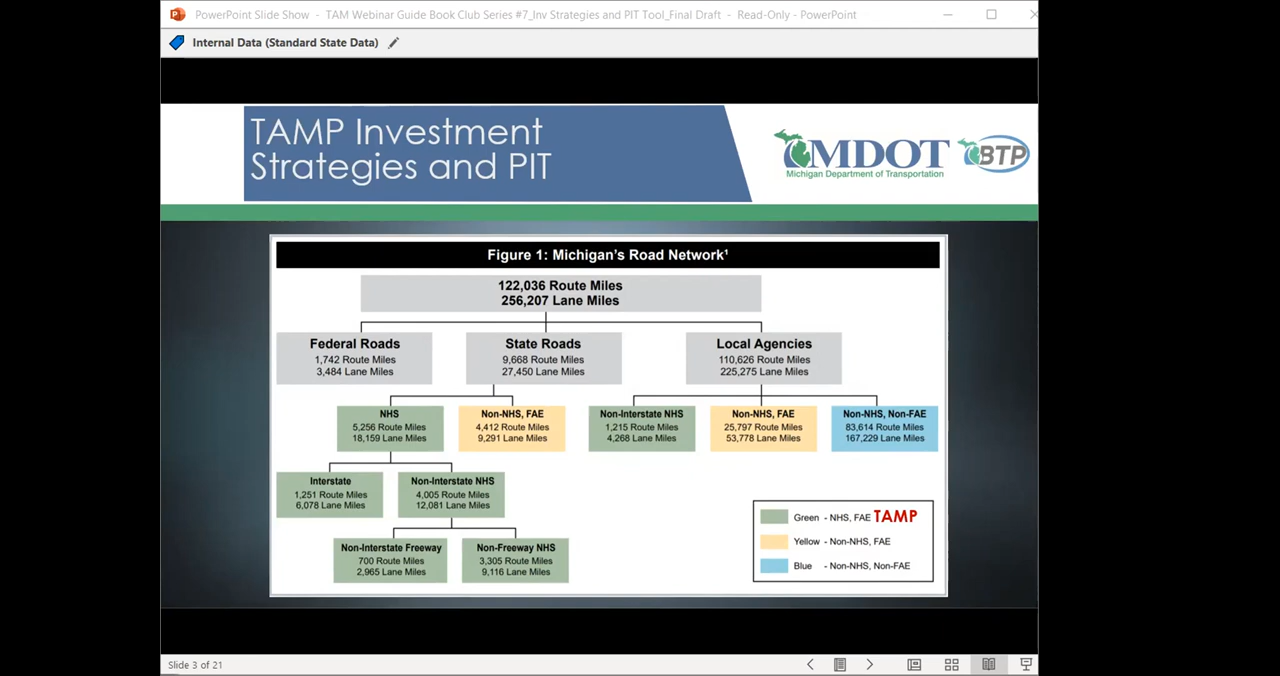 PowerPoint Slide Show - TAM Webinar Guide Book Club Series #7_Inv Strategies and PIT Tool_Final Draft - Read-Only - PowerPoint
Internal Data (Standard State Data)
TAMP Investment
Strategies and PIT
MDOT
Michigan Department of Transportation
BTP
Figure 1: Michigan's Road Network¹
122,036 Route Miles
256,207 Lane Miles
Federal Roads
1,742 Route Miles
3,484 Lane Miles
State Roads
9,668 Route Miles
27,450 Lane Miles
Local Agencies
110,626 Route Miles
225,275 Lane Miles
NHS
5,256 Route Miles
18,159 Lane Miles
Non-NHS, FAE
4,412 Route Miles
9,291 Lane Miles
Non-Interstate NHS
1,215 Route Miles
4,268 Lane Miles
Non-NHS, FAE
25,797 Route Miles
53,778 Lane Miles
Non-NHS, Non-FAE
83,614 Route Miles
167,229 Lane Miles
Interstate
1,251 Route Miles
6,078 Lane Miles
Non-Interstate NHS
4,005 Route Miles
12,081 Lane Miles
Non-Interstate Freeway
700 Route Miles
2,965 Lane Miles
Non-Freeway NHS
3,305 Route Miles
9,116 Lane Miles
Green - NHS, FAE TAMP
Yellow - Non-NHS, FAE
Blue - Non-NHS, Non-FAE
Slide 3 of 21